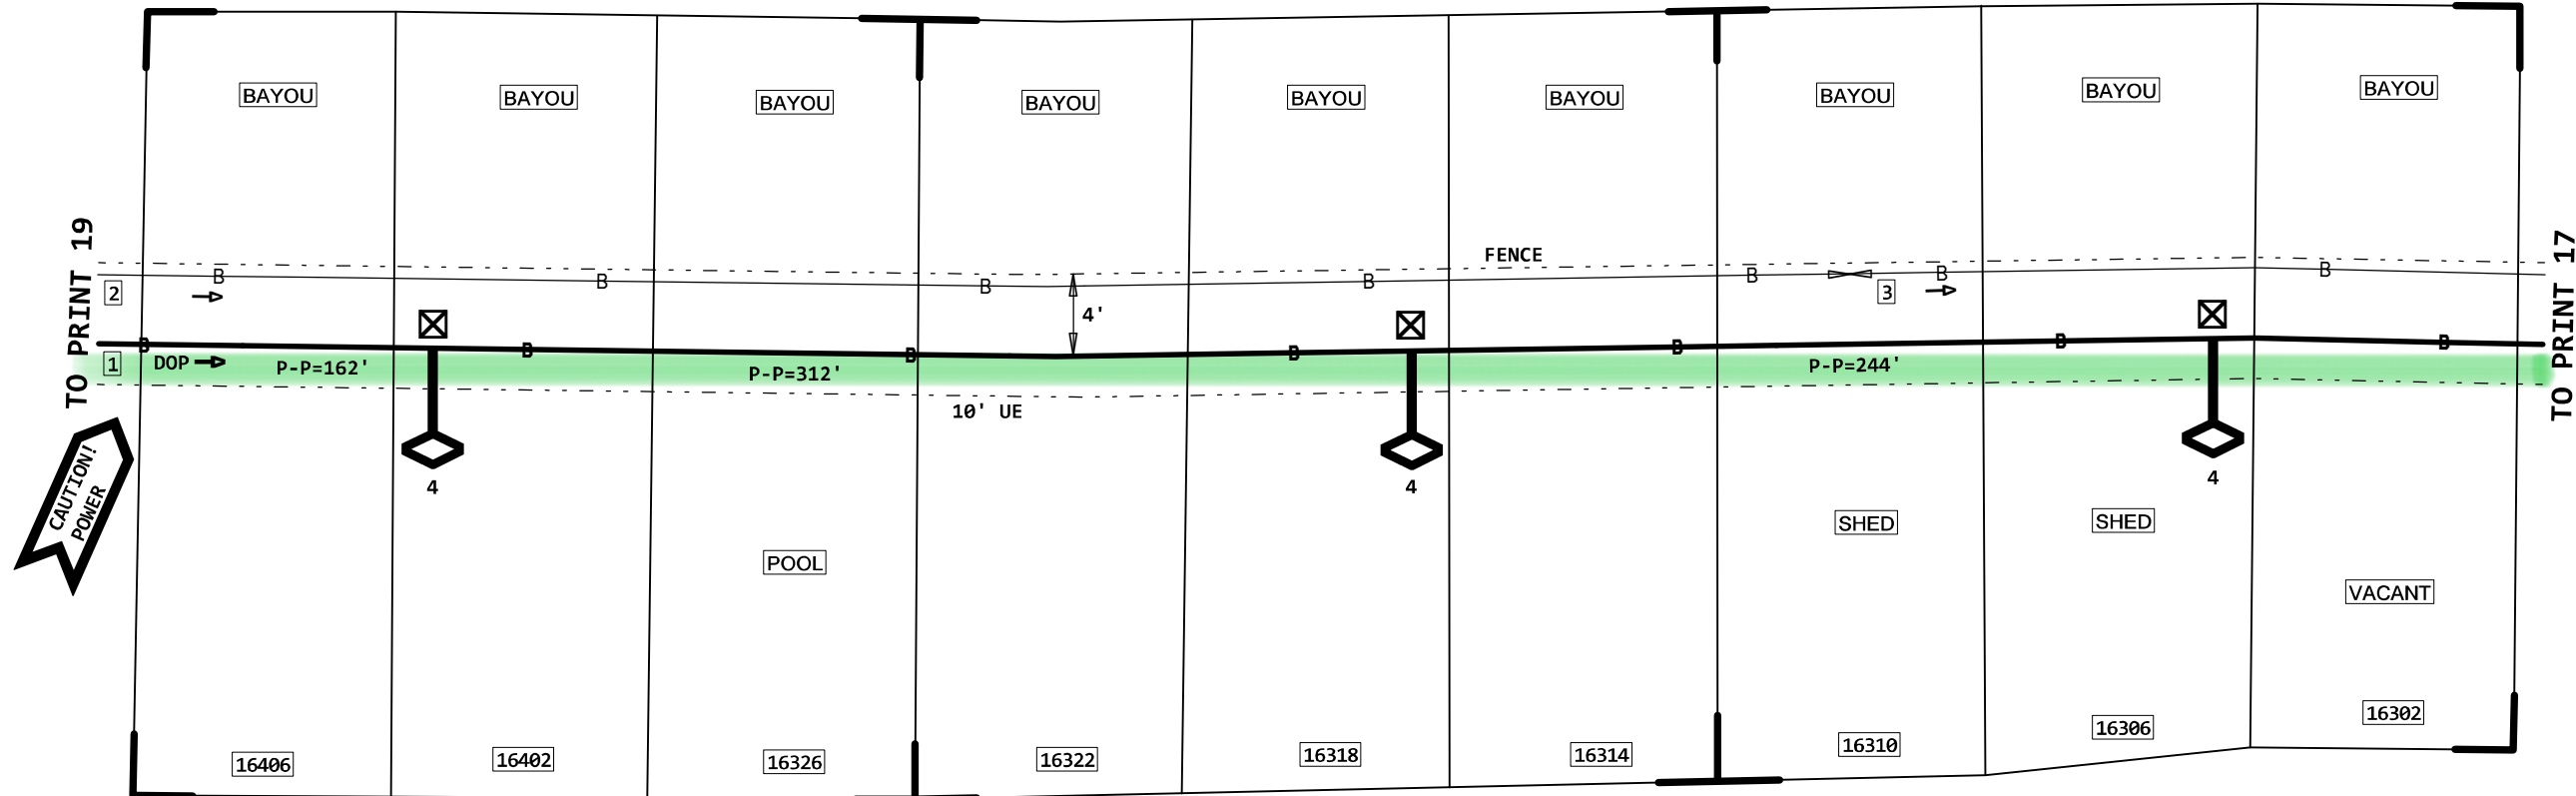 BAYOU
BAYOU
BAYOU
BAYOU
BAYOU
BAYOU
BAYOU
BAYOU
BAYOU
TO PRINT 19
TO PRINT 17
FENCE
B
B
B
B
B
B
B
2
3
4'
B
B
B
B
B
B
B
1
DOP
P-P=162'
P-P=312'
P-P=244'
10' UE
CAUTION!
POWER
4
4
4
SHED
SHED
POOL
VACANT
16406
16402
16326
16322
16318
16314
16310
16306
16302